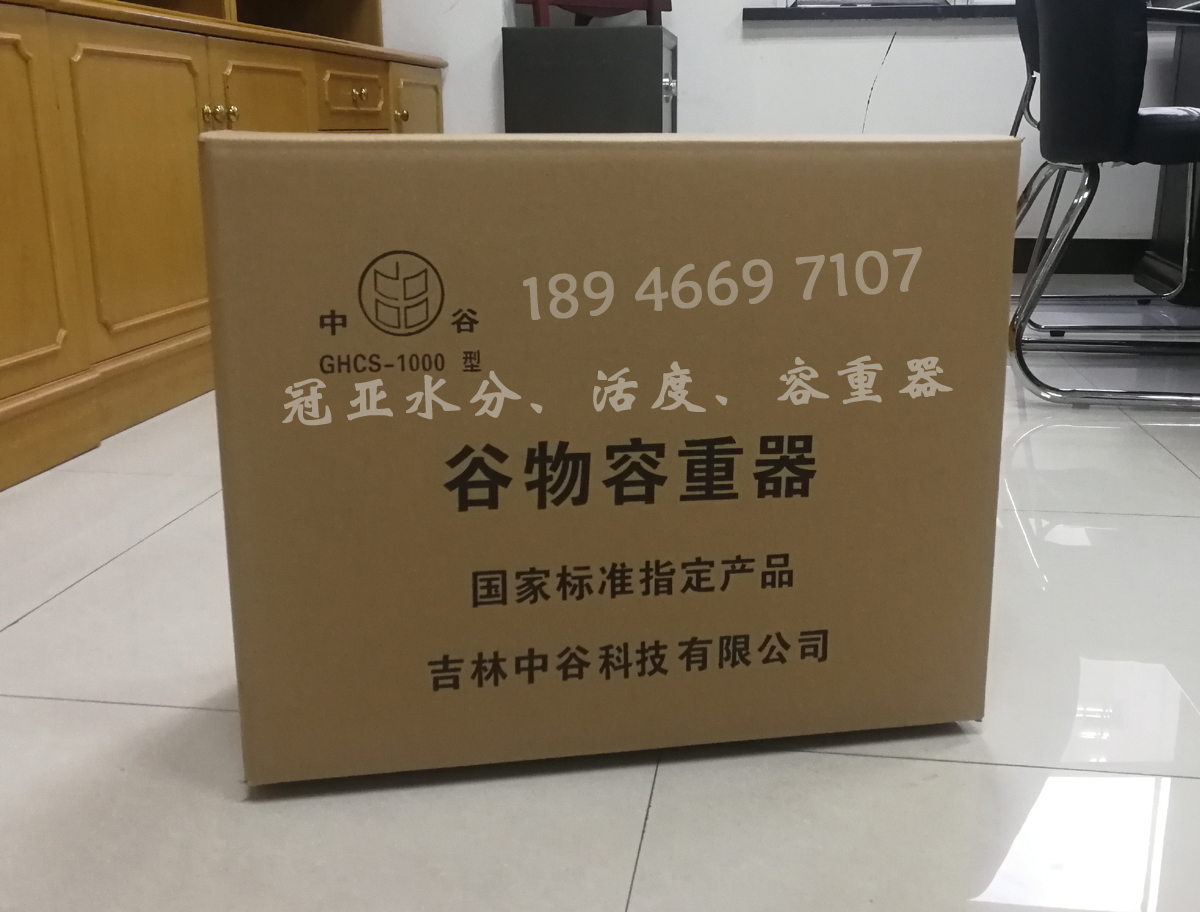 中谷
189 4669 7107
GHCS-1000 型
冠亚水分、活度、容重器
谷物容重器
国家标准指定产品
吉林中谷科技有限公司